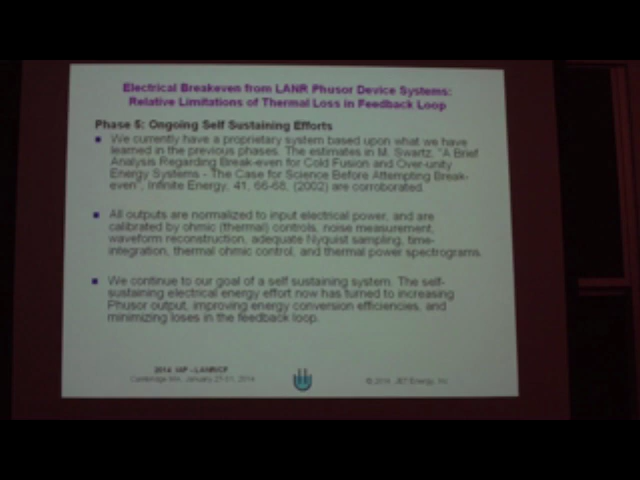 Electrical Breakeven from LANR Phusor Device Systems:
Relative Limitations of Thermal Loss in Feedback Loop
Phase 5: Ongoing Self Sustaining Efforts
We currently have a proprietary system based upon what we have
learned in the previous phases. The estimates in M. Swartz, "A Brief
Analysis Regarding Break-even for Cold Fusion and Over-unity
Energy Systems - The Case for Science Before Attempting Break-
even", Infinite Energy, 41, 66-68, (2002) are corroborated.
All outputs are normalized to input electrical power, and are
calibrated by ohmic (thermal) controls, noise measurement,
waveform reconstruction, adequate Nyquist sampling, time-
integration, thermal ohmic control, and thermal power spectrograms.
We continue to our goal of a self sustaining system. The self-
sustaining electrical energy effort now has turned to increasing
Phusor output, improving energy conversion efficiencies, and
minimizing loses in the feedback loop.
2014 IAP - LANR/CF
Cambridge MA, January 27-31, 2014
© 2014 JET Energy, Inc.